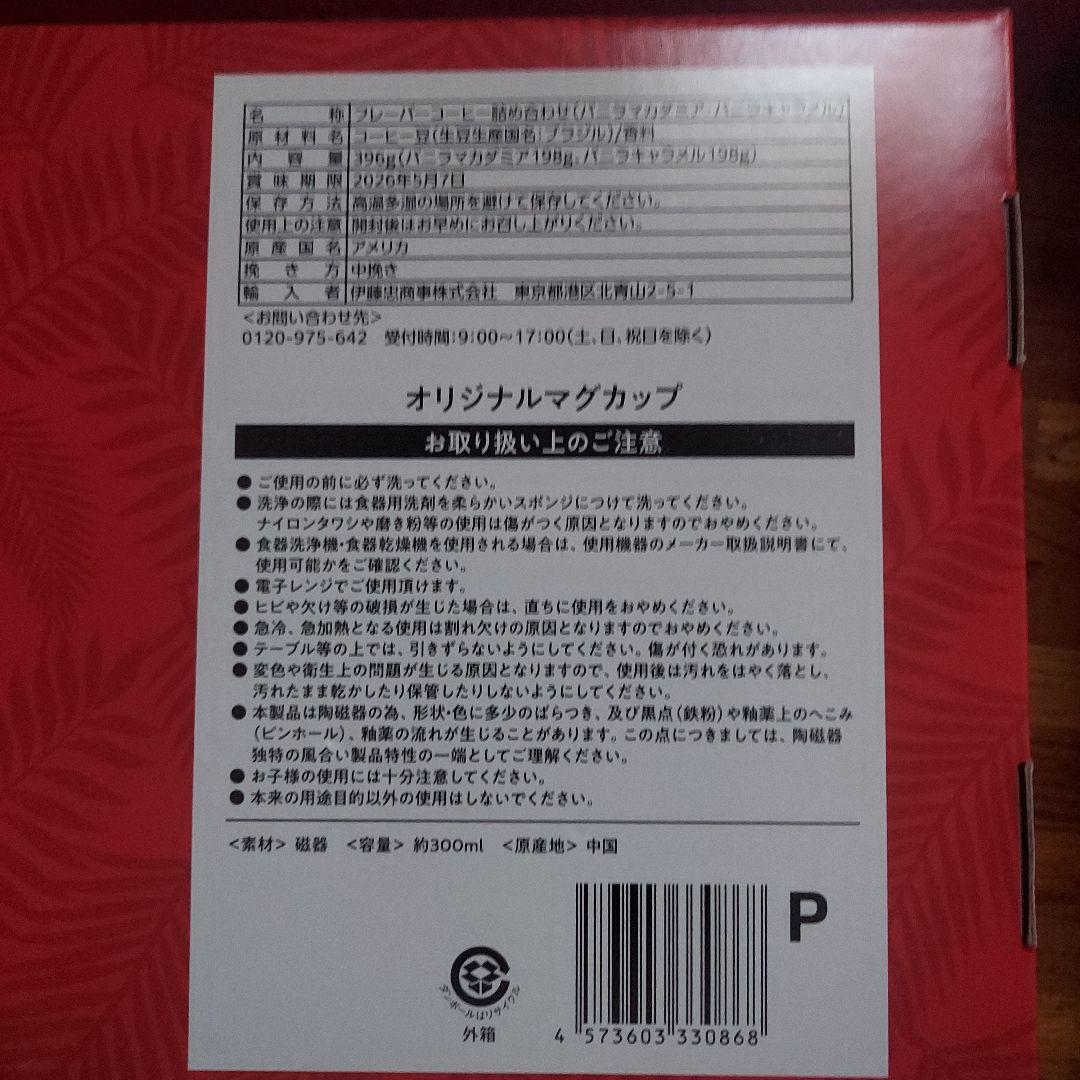 名称 フレーバーコーヒー詰め合わせ(バニラマカダミア、バニラキャラメル)
原材料名 コーヒー豆(生豆生産国名:ブラジル)/香料
内容量 396g(バニラマカダミア198g、バニラキャラメル198g)
賞味期限 2026年5月7日
保存方法 高温多湿の場所を避けて保存してください。
使用上の注意 開封後はお早めにお召し上がりください。
原産国名 アメリカ
挽き方 中挽き
輸入者 伊藤忠商事株式会社 東京都港区北青山2-5-1
<お問い合わせ先>
0120-975-642 受付時間:9:00~17:00(土、日、祝日を除く)
オリジナルマグカップ
お取り扱い上のご注意
● ご使用の前に必ず洗ってください。
● 洗浄の際には食器用洗剤を柔らかいスポンジにつけて洗ってください。
ナイロンタワシや磨き粉等の使用は傷がつく原因となりますのでおやめください。
● 食器洗浄機・食器乾燥機を使用される場合は、使用機器のメーカー取扱説明書にて、
使用可能かをご確認ください。
● 電子レンジでご使用頂けます。
● ヒビや欠け等の破損が生じた場合は、直ちに使用をおやめください。
● 急冷、急加熱となる使用は割れ欠けの原因となりますのでおやめください。
● テーブル等の上では、引きずらないようにしてください。傷が付く恐れがあります。
● 変色や衛生上の問題が生じる原因となりますので、使用後は汚れをはやく落とし、
汚れたまま乾かしたり保管したりしないようにしてください。
● 本製品は陶磁器の為、形状・色に多少のばらつき、及び黒点(鉄粉)や釉薬上のへこみ
(ピンホール)、釉薬の流れが生じることがあります。この点につきましては、陶磁器
独特の風合い製品特性の一端としてご理解ください。
● お子様の使用には十分注意してください。
● 本来の用途目的以外の使用はしないでください。
<素材> 磁器 <容量> 約300ml <原産地> 中国
P
ダンボールはリサイクル
外箱
4 573603 330868